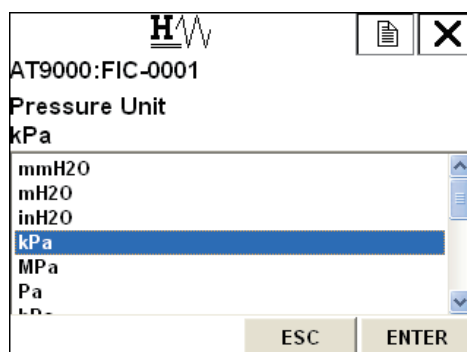 H
AT9000:FIC-0001
Pressure Unit
kPa
mmH2O
mH2O
inH2O
kPa
MPa
Pa
ESC ENTER